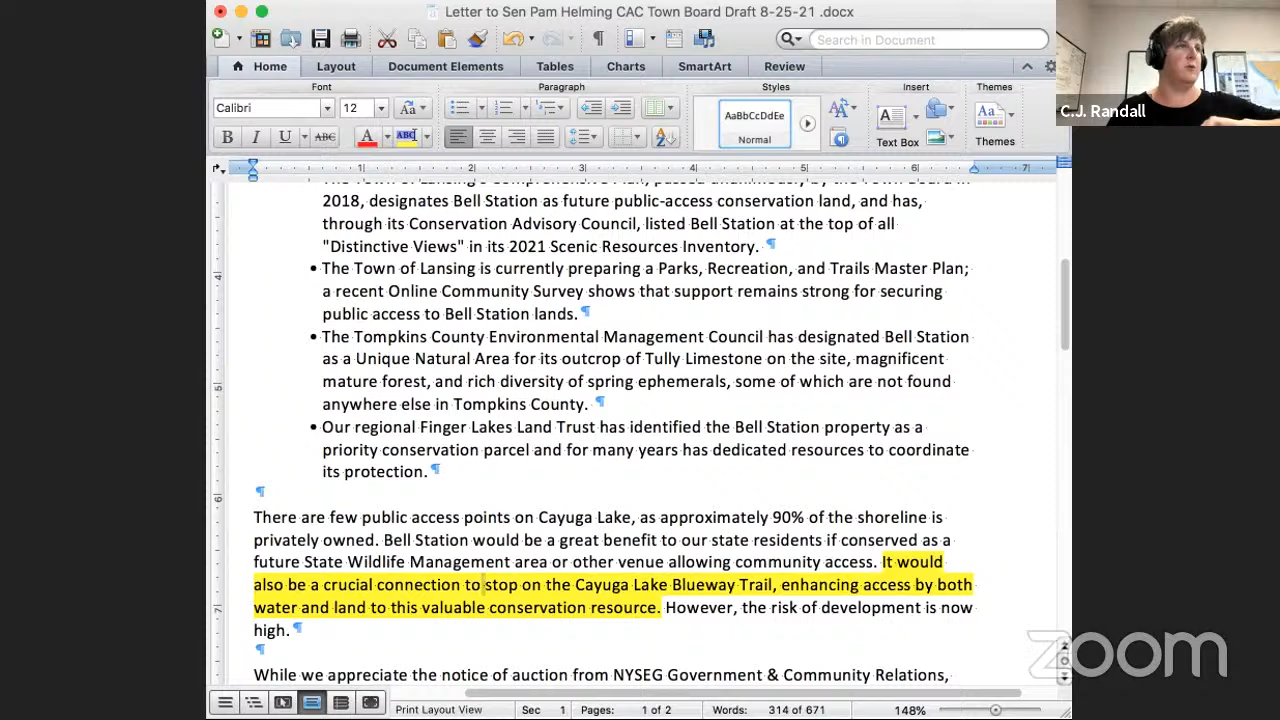 Letter to Sen Pam Helming CAC Town Board Draft 8-25-21 .docx
Search in Document
Home Layout Document Elements Tables Charts SmartArt Review
Font Paragraph Styles Insert Themes
Calibri 12 AaBbCcDdEe
Normal Text Box Themes
B I U ABC A ABC
1 2 3 4 5 6 7
2018, designates Bell Station as future public-access conservation land, and has,
through its Conservation Advisory Council, listed Bell Station at the top of all
"Distinctive Views" in its 2021 Scenic Resources Inventory. ¶
• The Town of Lansing is currently preparing a Parks, Recreation, and Trails Master Plan;
a recent Online Community Survey shows that support remains strong for securing
public access to Bell Station lands. ¶
• The Tompkins County Environmental Management Council has designated Bell Station
as a Unique Natural Area for its outcrop of Tully Limestone on the site, magnificent
mature forest, and rich diversity of spring ephemerals, some of which are not found
anywhere else in Tompkins County. ¶
• Our regional Finger Lakes Land Trust has identified the Bell Station property as a
priority conservation parcel and for many years has dedicated resources to coordinate
its protection. ¶
¶
There are few public access points on Cayuga Lake, as approximately 90% of the shoreline is
privately owned. Bell Station would be a great benefit to our state residents if conserved as a
future State Wildlife Management area or other venue allowing community access. It would
also be a crucial connection to stop on the Cayuga Lake Blueway Trail, enhancing access by both
water and land to this valuable conservation resource. However, the risk of development is now
high. ¶
¶
While we appreciate the notice of auction from NYSEG Government & Community Relations,
Print Layout View Sec 1 Pages: 1 of 2 Words: 314 of 671 148%
C.J. Randall
zoom